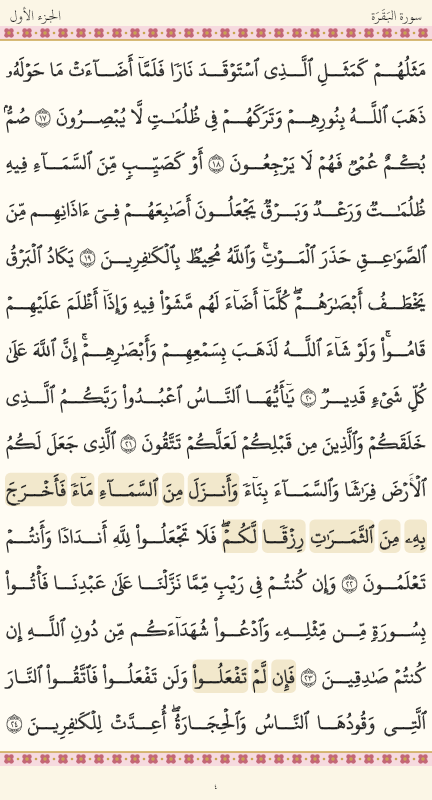 سورة البَقَرَة الجزء الأول
مَثَلُهُمۡ كَمَثَلِ ٱلَّذِي ٱسۡتَوۡقَدَ نَارٗا فَلَمَّآ أَضَآءَتۡ مَا حَوۡلَهُۥ
ذَهَبَ ٱللَّهُ بِنُورِهِمۡ وَتَرَكَهُمۡ فِي ظُلُمَٰتٖ لَّا يُبۡصِرُونَ ١٧ صُمُّۢ
بُكۡمٌ عُمۡيٞ فَهُمۡ لَا يَرۡجِعُونَ ١٨ أَوۡ كَصَيِّبٖ مِّنَ ٱلسَّمَآءِ فِيهِ
ظُلُمَٰتٞ وَرَعۡدٞ وَبَرۡقٞ يَجۡعَلُونَ أَصَٰبِعَهُمۡ فِيٓ ءَاذَانِهِم مِّنَ
ٱلصَّوَٰعِقِ حَذَرَ ٱلۡمَوۡتِۚ وَٱللَّهُ مُحِيطُۢ بِٱلۡكَٰفِرِينَ ١٩ يَكَادُ ٱلۡبَرۡقُ
يَخۡطَفُ أَبۡصَٰرَهُمۡۖ كُلَّمَآ أَضَآءَ لَهُم مَّشَوۡاْ فِيهِ وَإِذَآ أَظۡلَمَ عَلَيۡهِمۡ
قَامُواْۚ وَلَوۡ شَآءَ ٱللَّهُ لَذَهَبَ بِسَمۡعِهِمۡ وَأَبۡصَٰرِهِمۡۚ إِنَّ ٱللَّهَ عَلَىٰ
كُلِّ شَيۡءٖ قَدِيرٞ ٢٠ يَٰٓأَيُّهَا ٱلنَّاسُ ٱعۡبُدُواْ رَبَّكُمُ ٱلَّذِي
خَلَقَكُمۡ وَٱلَّذِينَ مِن قَبۡلِكُمۡ لَعَلَّكُمۡ تَتَّقُونَ ٢١ ٱلَّذِي جَعَلَ لَكُمُ
ٱلۡأَرۡضَ فِرَٰشٗا وَٱلسَّمَآءَ بِنَآءٗ وَأَنزَلَ مِنَ ٱلسَّمَآءِ مَآءٗ فَأَخۡرَجَ
بِهِۦ مِنَ ٱلثَّمَرَٰتِ رِزۡقٗا لَّكُمۡۖ فَلَا تَجۡعَلُواْ لِلَّهِ أَندَادٗا وَأَنتُمۡ
تَعۡلَمُونَ ٢٢ وَإِن كُنتُمۡ فِي رَيۡبٖ مِّمَّا نَزَّلۡنَا عَلَىٰ عَبۡدِنَا فَأۡتُواْ
بِسُورَةٖ مِّن مِّثۡلِهِۦ وَٱدۡعُواْ شُهَدَآءَكُم مِّن دُونِ ٱللَّهِ إِن
كُنتُمۡ صَٰدِقِينَ ٢٣ فَإِن لَّمۡ تَفۡعَلُواْ وَلَن تَفۡعَلُواْ فَٱتَّقُواْ ٱلنَّارَ
ٱلَّتِي وَقُودُهَا ٱلنَّاسُ وَٱلۡحِجَارَةُۖ أُعِدَّتۡ لِلۡكَٰفِرِينَ ٢٤
٤